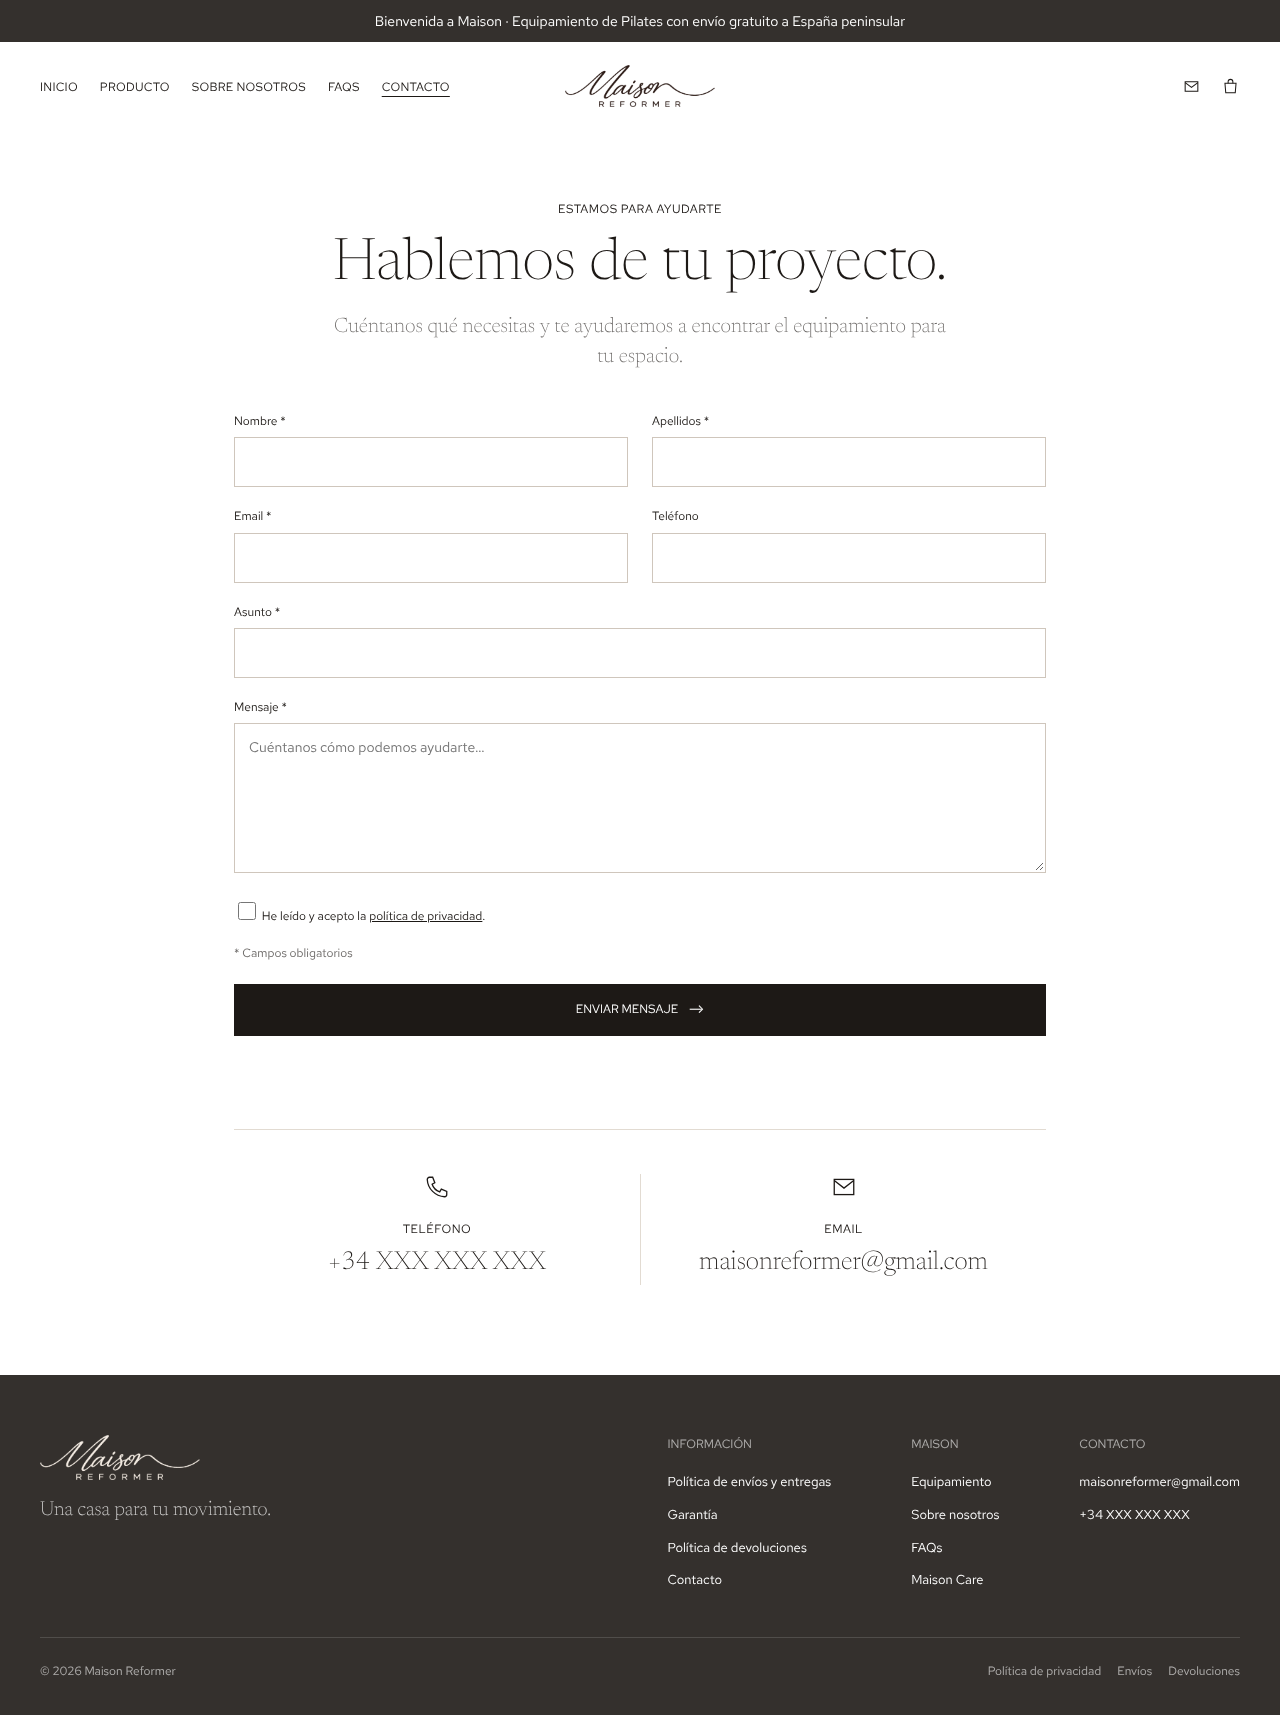 Bienvenida a Maison · Equipamiento de Pilates con envío gratuito a España peninsular
INICIO PRODUCTO SOBRE NOSOTROS FAQS CONTACTO
Maison
REFORMER
ESTAMOS PARA AYUDARTE
Hablemos de tu proyecto.
Cuéntanos qué necesitas y te ayudaremos a encontrar el equipamiento para
tu espacio.
Nombre * Apellidos *
Email * Teléfono
Asunto *
Mensaje *
Cuéntanos cómo podemos ayudarte...
He leído y acepto la política de privacidad.
* Campos obligatorios
ENVIAR MENSAJE →
TELÉFONO
+34 XXX XXX XXX
EMAIL
maisonreformer@gmail.com
Maison
REFORMER
Una casa para tu movimiento.
INFORMACIÓN
Política de envíos y entregas
Garantía
Política de devoluciones
Contacto
MAISON
Equipamiento
Sobre nosotros
FAQs
Maison Care
CONTACTO
maisonreformer@gmail.com
+34 XXX XXX XXX
© 2026 Maison Reformer
Política de privacidad Envíos Devoluciones